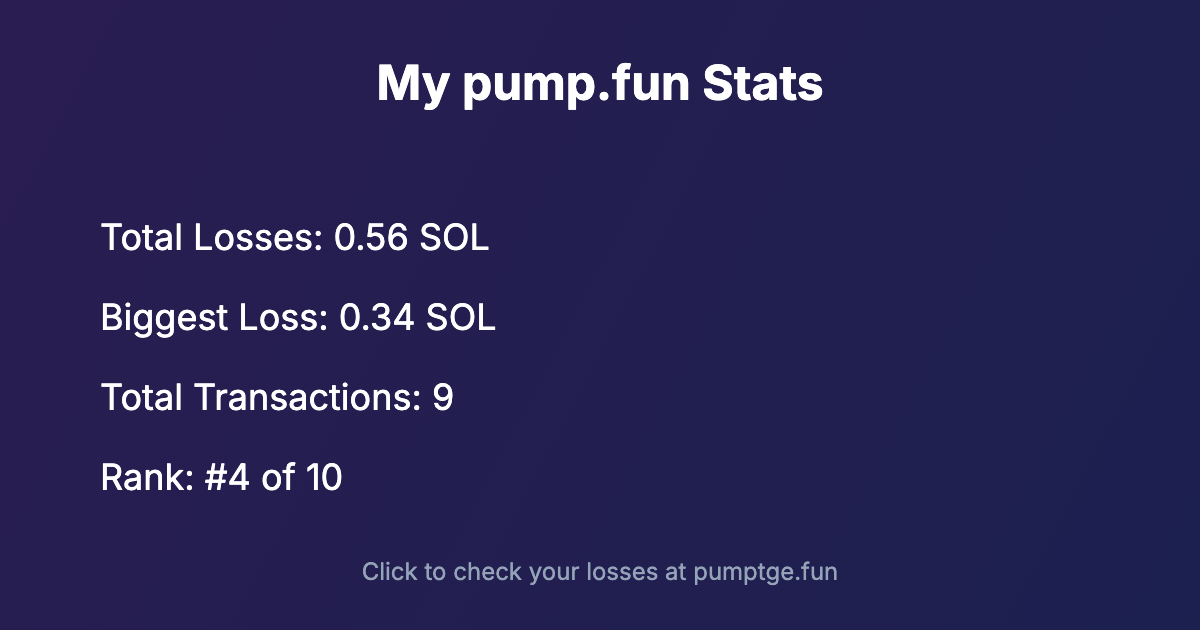 My pump.fun Stats
Total Losses: 0.56 SOL
Biggest Loss: 0.34 SOL
Total Transactions: 9
Rank: #4 of 10
Click to check your losses at pumptge.fun